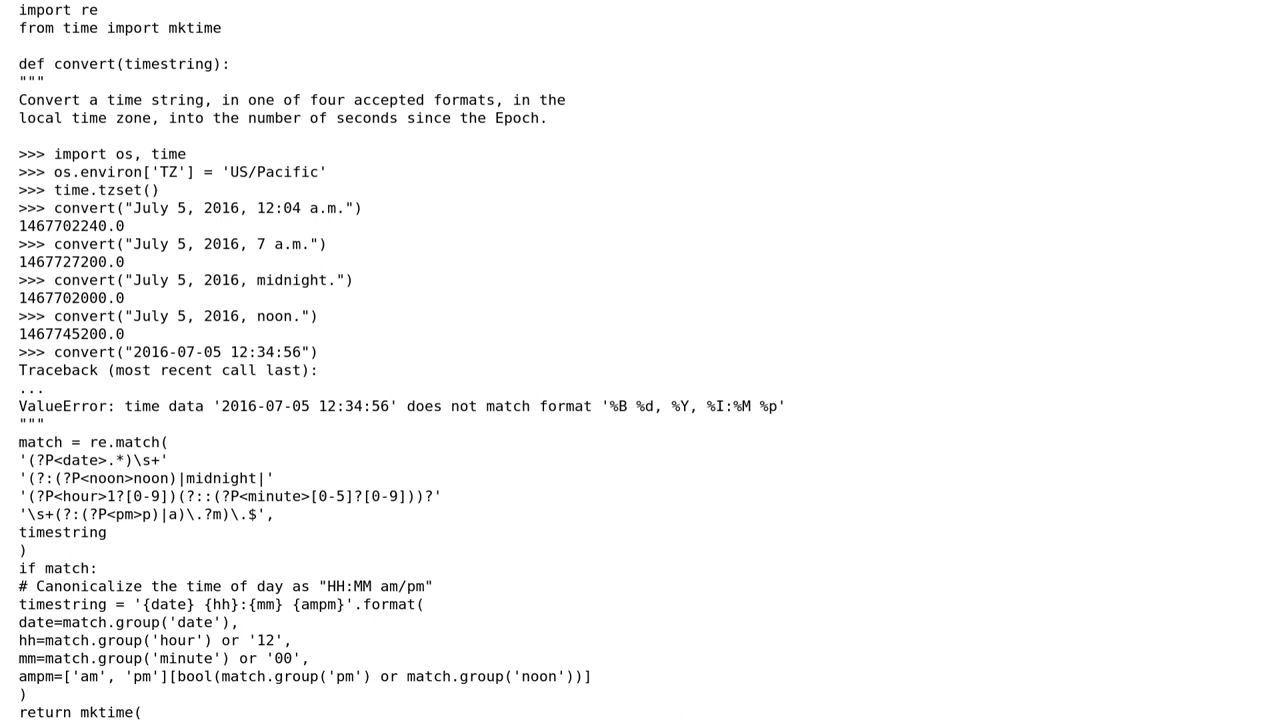 import re
from time import mktime
def convert(timestring):
"""
Convert a time string, in one of four accepted formats, in the
local time zone, into the number of seconds since the Epoch.
>>> import os, time
>>> os.environ['TZ'] = 'US/Pacific'
>>> time.tzset()
>>> convert("July 5, 2016, 12:04 a.m.")
1467702240.0
>>> convert("July 5, 2016, 7 a.m.")
1467727200.0
>>> convert("July 5, 2016, midnight.")
1467702000.0
>>> convert("July 5, 2016, noon.")
1467745200.0
>>> convert("2016-07-05 12:34:56")
Traceback (most recent call last):
...
ValueError: time data '2016-07-05 12:34:56' does not match format '%B %d, %Y, %I:%M %p'
"""
match = re.match(
'(?P<date>.*)\s+'
'(?:(?P<noon>noon)|midnight|'
'(?P<hour>1?[0-9])(?::(?P<minute>[0-5]?[0-9]))?'
'\s+(?:(?P<pm>p)|a)\.?m)\.$',
timestring
)
if match:
# Canonicalize the time of day as "HH:MM am/pm"
timestring = '{date} {hh}:{mm} {ampm}'.format(
date=match.group('date'),
hh=match.group('hour') or '12',
mm=match.group('minute') or '00',
ampm=['am', 'pm'][bool(match.group('pm') or match.group('noon'))]
)
return mktime(